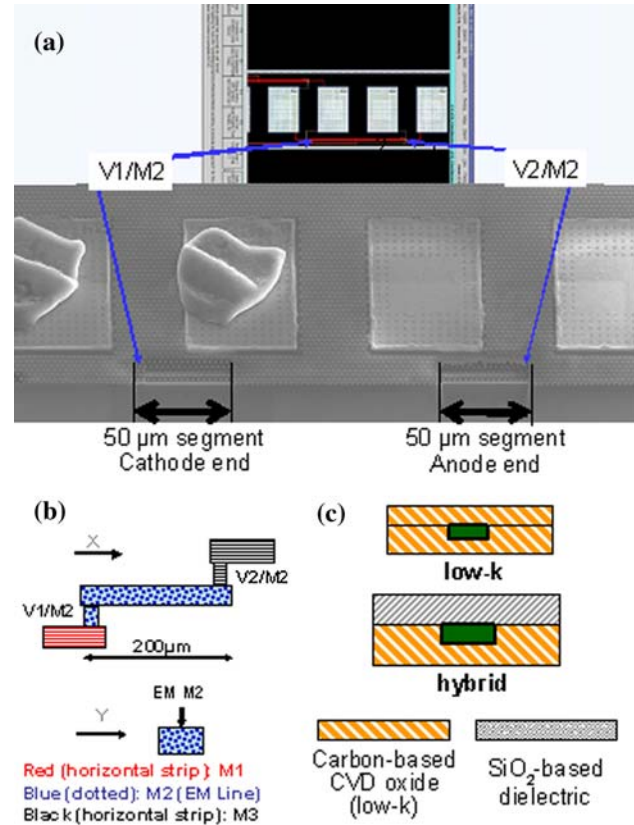 (a)
V1/M2
V2/M2
50 µm segment
Cathode end
50 µm segment
Anode end
(b)
X
V2/M2
V1/M2
200µm
EM M2
Y
Red (horizontal strip): M1
Blue (dotted): M2 (EM Line)
Black (horizontal strip): M3
(c)
low-k
hybrid
Carbon-based
CVD oxide
(low-k)
SiO₂-based
dielectric